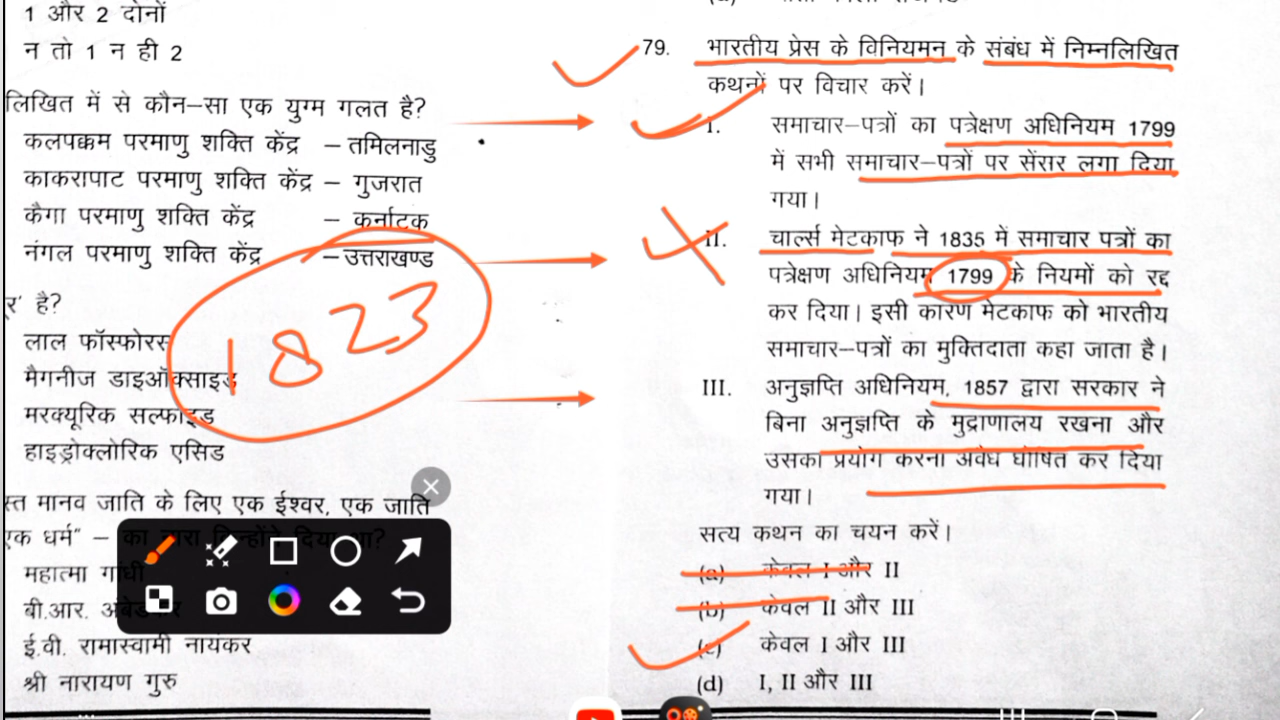 1 और 2 दोनों
न तो 1 न ही 2
लिखित में से कौन–सा एक युग्म गलत है?
कलपक्कम परमाणु शक्ति केंद्र – तमिलनाडु
काकरापाट परमाणु शक्ति केंद्र – गुजरात
कैगा परमाणु शक्ति केंद्र – कर्नाटक
नंगल परमाणु शक्ति केंद्र – उत्तराखण्ड
र' है?
लाल फॉस्फोरस
मैगनीज डाइऑक्साइड
मरक्यूरिक सल्फाइड
हाइड्रोक्लोरिक एसिड
1823
स्त मानव जाति के लिए एक ईश्वर, एक जाति
एक धर्म" – का नारा किन्होंने दिया था?
महात्मा गांधी
बी.आर. अंबेडकर
ई.वी. रामास्वामी नायंकर
श्री नारायण गुरु
79. भारतीय प्रेस के विनियमन के संबंध में निम्नलिखित
कथनों पर विचार करें।
I. समाचार–पत्रों का पत्रेक्षण अधिनियम 1799
में सभी समाचार–पत्रों पर सेंसर लगा दिया
गया।
II. चार्ल्स मेटकाफ ने 1835 में समाचार पत्रों का
पत्रेक्षण अधिनियम 1799 के नियमों को रद्द
कर दिया। इसी कारण मेटकाफ को भारतीय
समाचार–पत्रों का मुक्तिदाता कहा जाता है।
III. अनुज्ञप्ति अधिनियम, 1857 द्वारा सरकार ने
बिना अनुज्ञप्ति के मुद्राणालय रखना और
उसका प्रयोग करना अवैध घोषित कर दिया
गया।
सत्य कथन का चयन करें।
(a) केवल I और II
(b) केवल II और III
(c) केवल I और III
(d) I, II और III